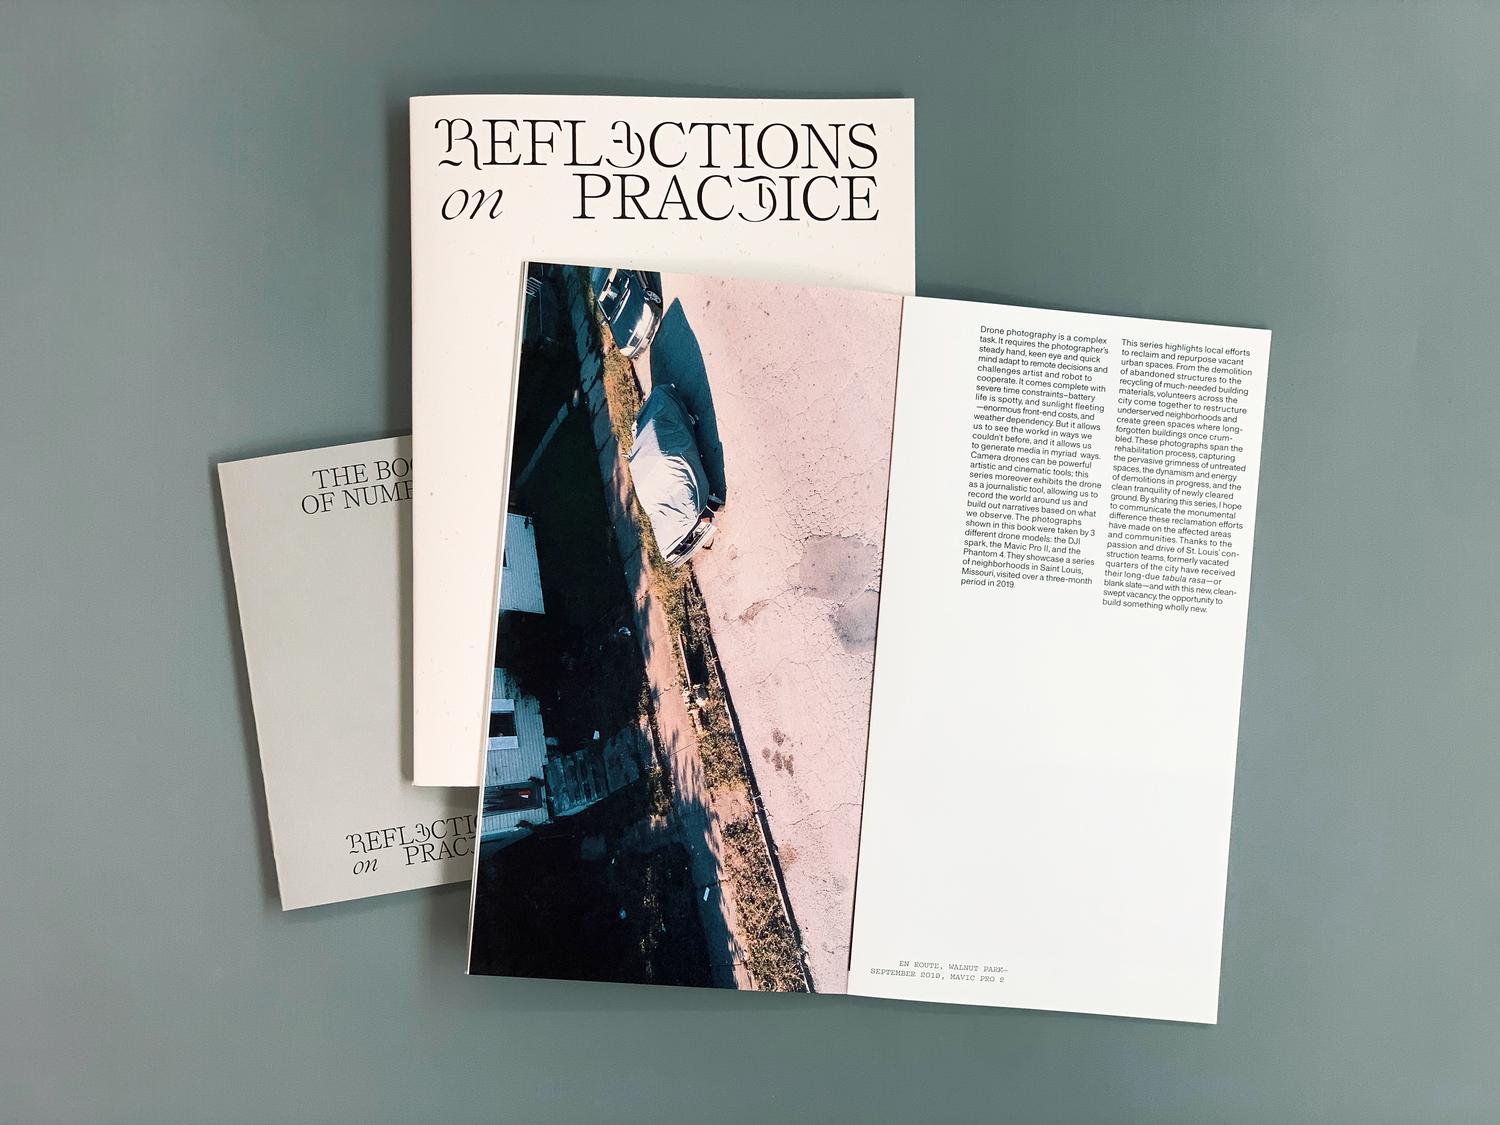 REFLECTIONS
on PRACTICE
THE BOO
OF NUMB
REFLECTIO
on PRACT
Drone photography is a complex
task. It requires the photographer's
steady hand, keen eye and quick
mind adapt to remote decisions and
challenges artist and robot to
cooperate. It comes complete with
severe time constraints–battery
life is spotty, and sunlight fleeting
—enormous front-end costs, and
weather dependency. But it allows
us to see the workd in ways we
couldn't before, and it allows us
to generate media in myriad ways.
Camera drones can be powerful
artistic and cinematic tools; this
series moreover exhibits the drone
as a journalistic tool, allowing us to
record the world around us and
build out narratives based on what
we observe. The photographs
shown in this book were taken by 3
different drone models: the DJI
spark, the Mavic Pro II, and the
Phantom 4. They showcase a series
of neighborhoods in Saint Louis,
Missouri, visited over a three-month
period in 2019.
This series highlights local efforts
to reclaim and repurpose vacant
urban spaces. From the demolition
of abandoned structures to the
recycling of much-needed building
materials, volunteers across the
city come together to restructure
underserved neighborhoods and
create green spaces where long-
forgotten buildings once crum-
bled. These photographs span the
rehabilitation process, capturing
the pervasive grimness of untreated
spaces, the dynamism and energy
of demolitions in progress, and the
clean tranquility of newly cleared
ground. By sharing this series, I hope
to communicate the monumental
difference these reclamation efforts
have made on the affected areas
and communities. Thanks to the
passion and drive of St. Louis' con-
struction teams, formerly vacated
quarters of the city have received
their long-due tabula rasa—or
blank slate—and with this new, clean-
swept vacancy, the opportunity to
build something wholly new.
EN ROUTE, WALNUT PARK—
SEPTEMBER 2019, MAVIC PRO 2